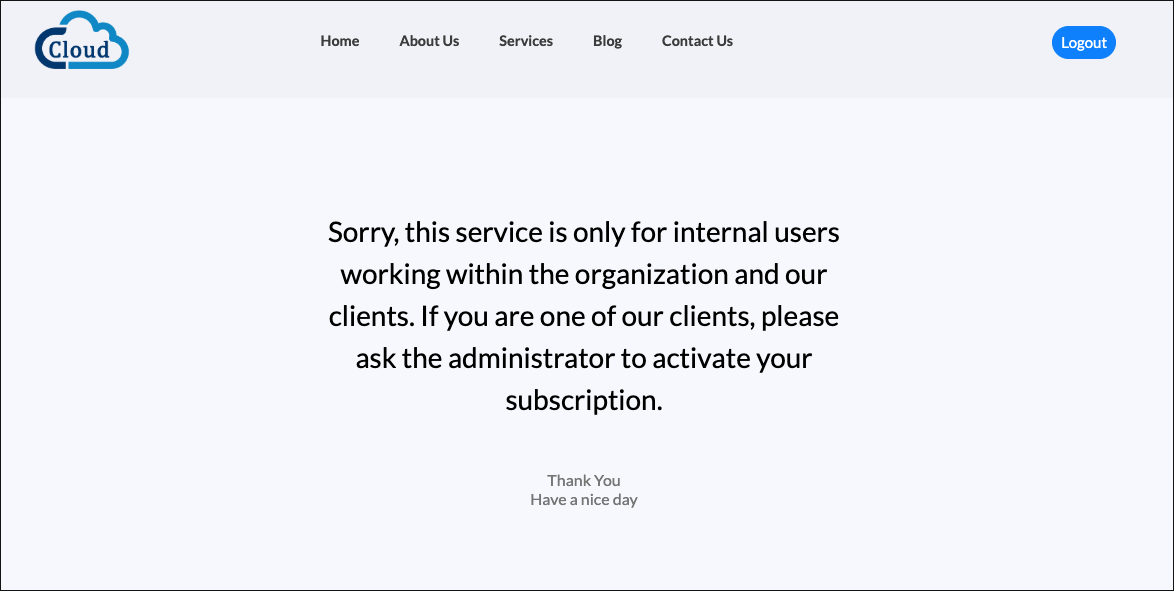 Cloud
Home About Us Services Blog Contact Us
Logout
Sorry, this service is only for internal users
working within the organization and our
clients. If you are one of our clients, please
ask the administrator to activate your
subscription.
Thank You
Have a nice day